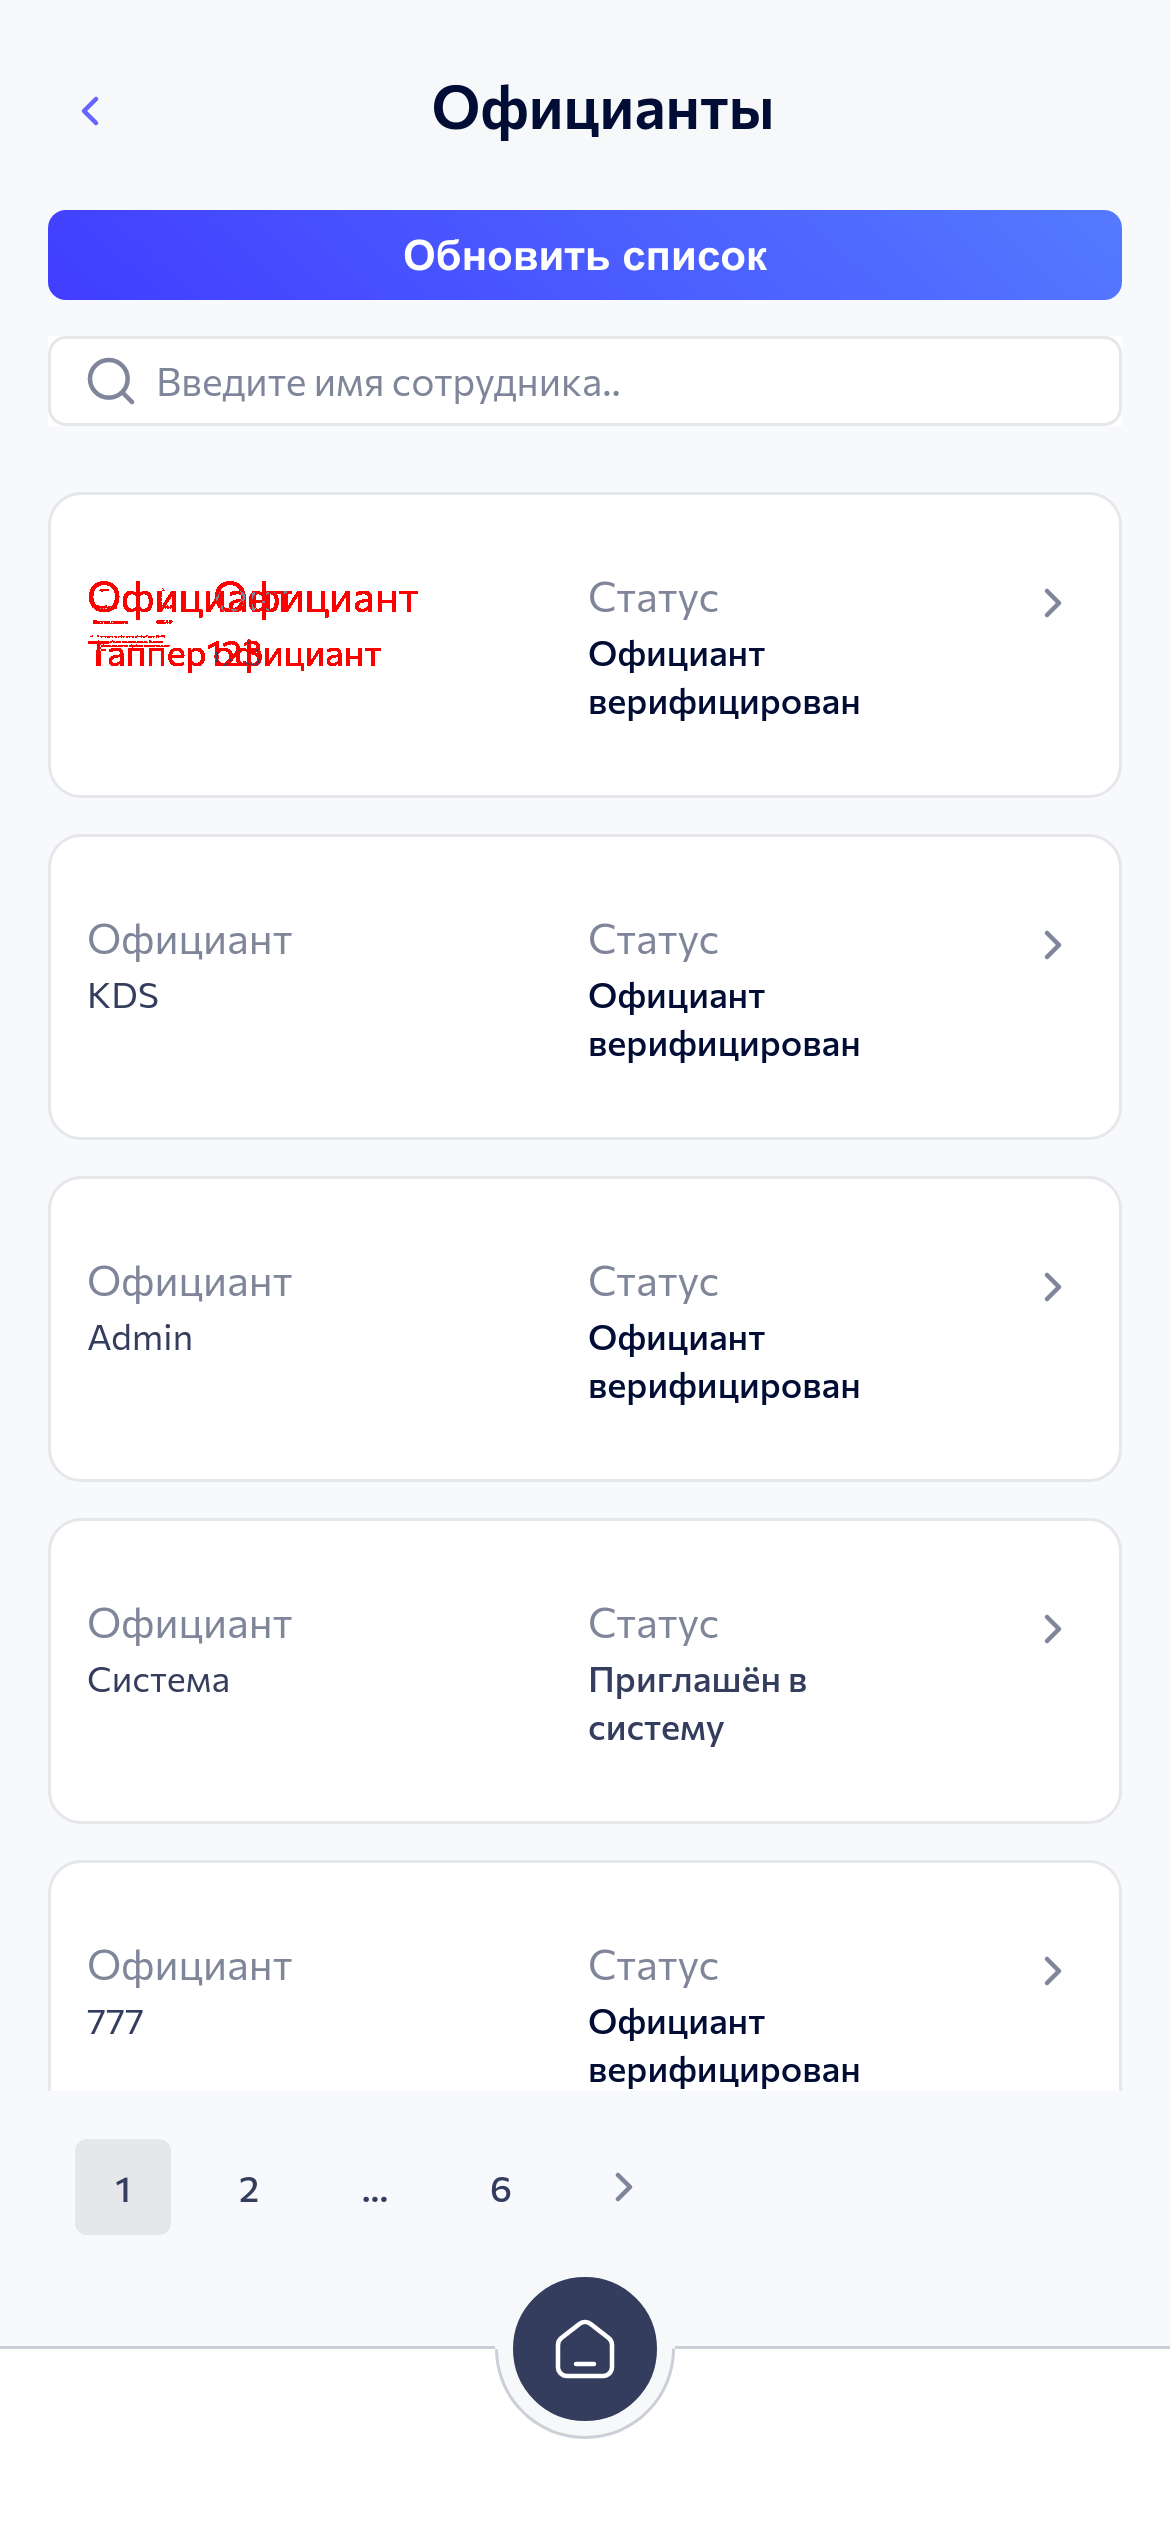 Официанты
Обновить список
Введите имя сотрудника..
Официант
Статус
Официант
верифицирован
Официант
KDS
Статус
Официант
верифицирован
Официант
Admin
Статус
Официант
верифицирован
Официант
Система
Статус
Приглашён в
систему
Официант
777
Статус
Официант
верифицирован
1 2 ... 6